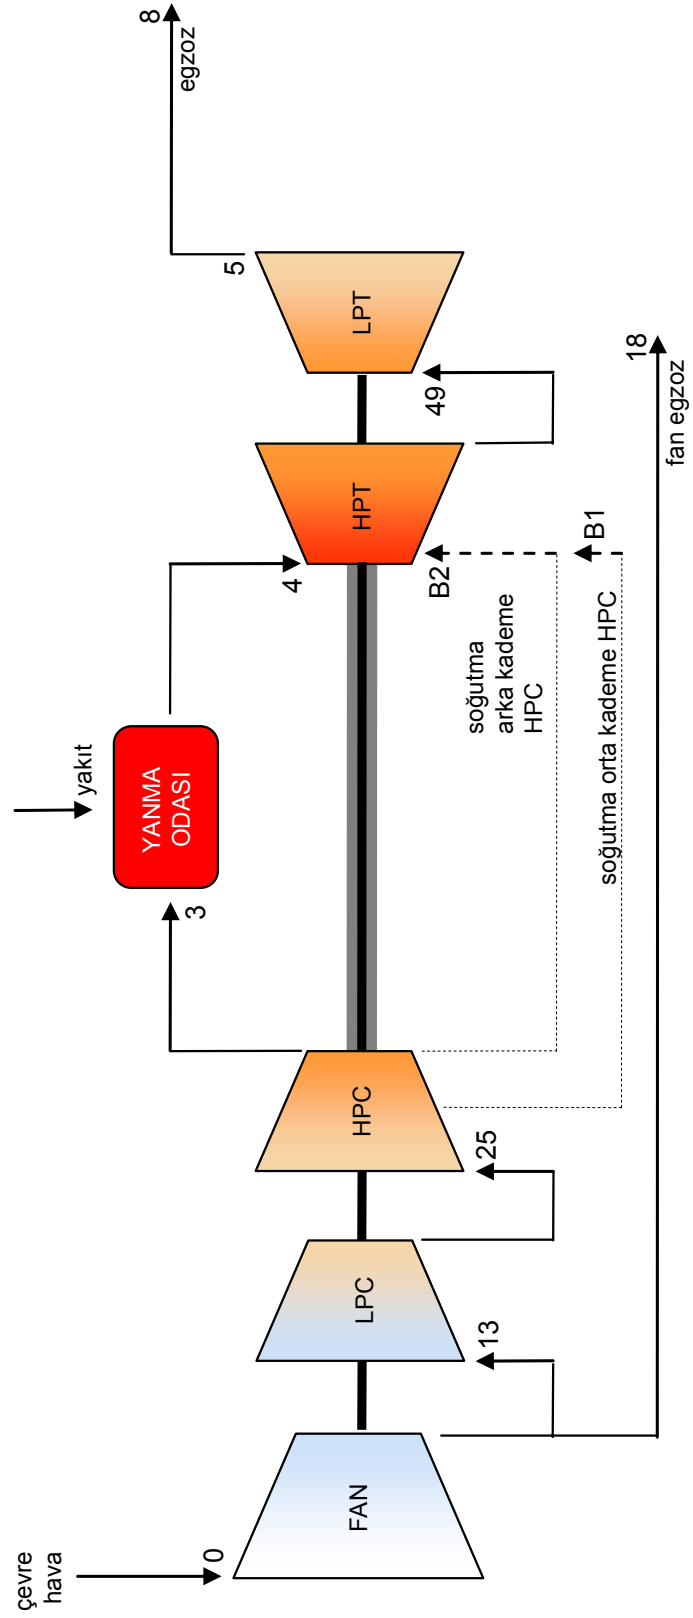 çevre
hava
0
FAN
13
LPC
25
HPC
3
YANMA
ODASI
yakıt
4
HPT
B2
B1
soğutma
arka kademe
HPC
soğutma orta kademe HPC
49
LPT
5
8
egzoz
18
fan egzoz